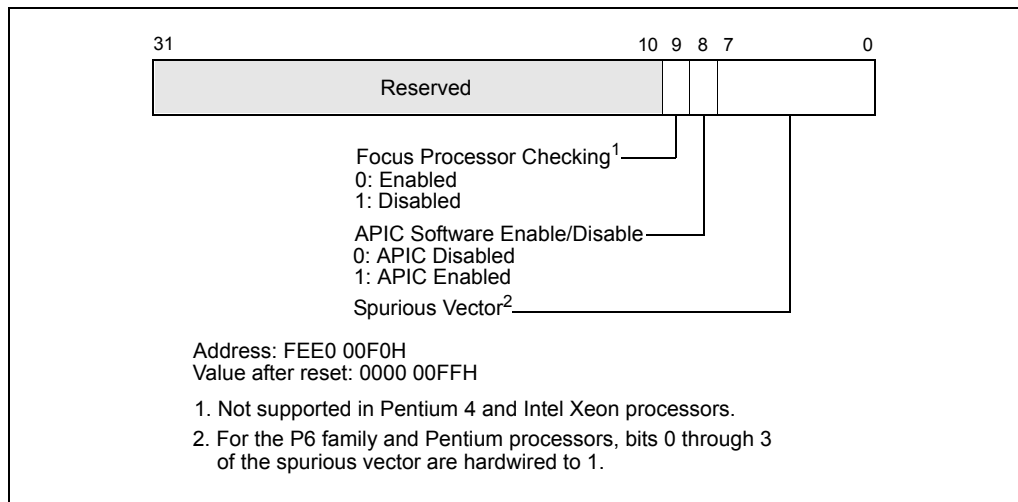 31 10 9 8 7 0
Reserved
Focus Processor Checking1
0: Enabled
1: Disabled
APIC Software Enable/Disable
0: APIC Disabled
1: APIC Enabled
Spurious Vector2
Address: FEE0 00F0H
Value after reset: 0000 00FFH
1. Not supported in Pentium 4 and Intel Xeon processors.
2. For the P6 family and Pentium processors, bits 0 through 3
of the spurious vector are hardwired to 1.